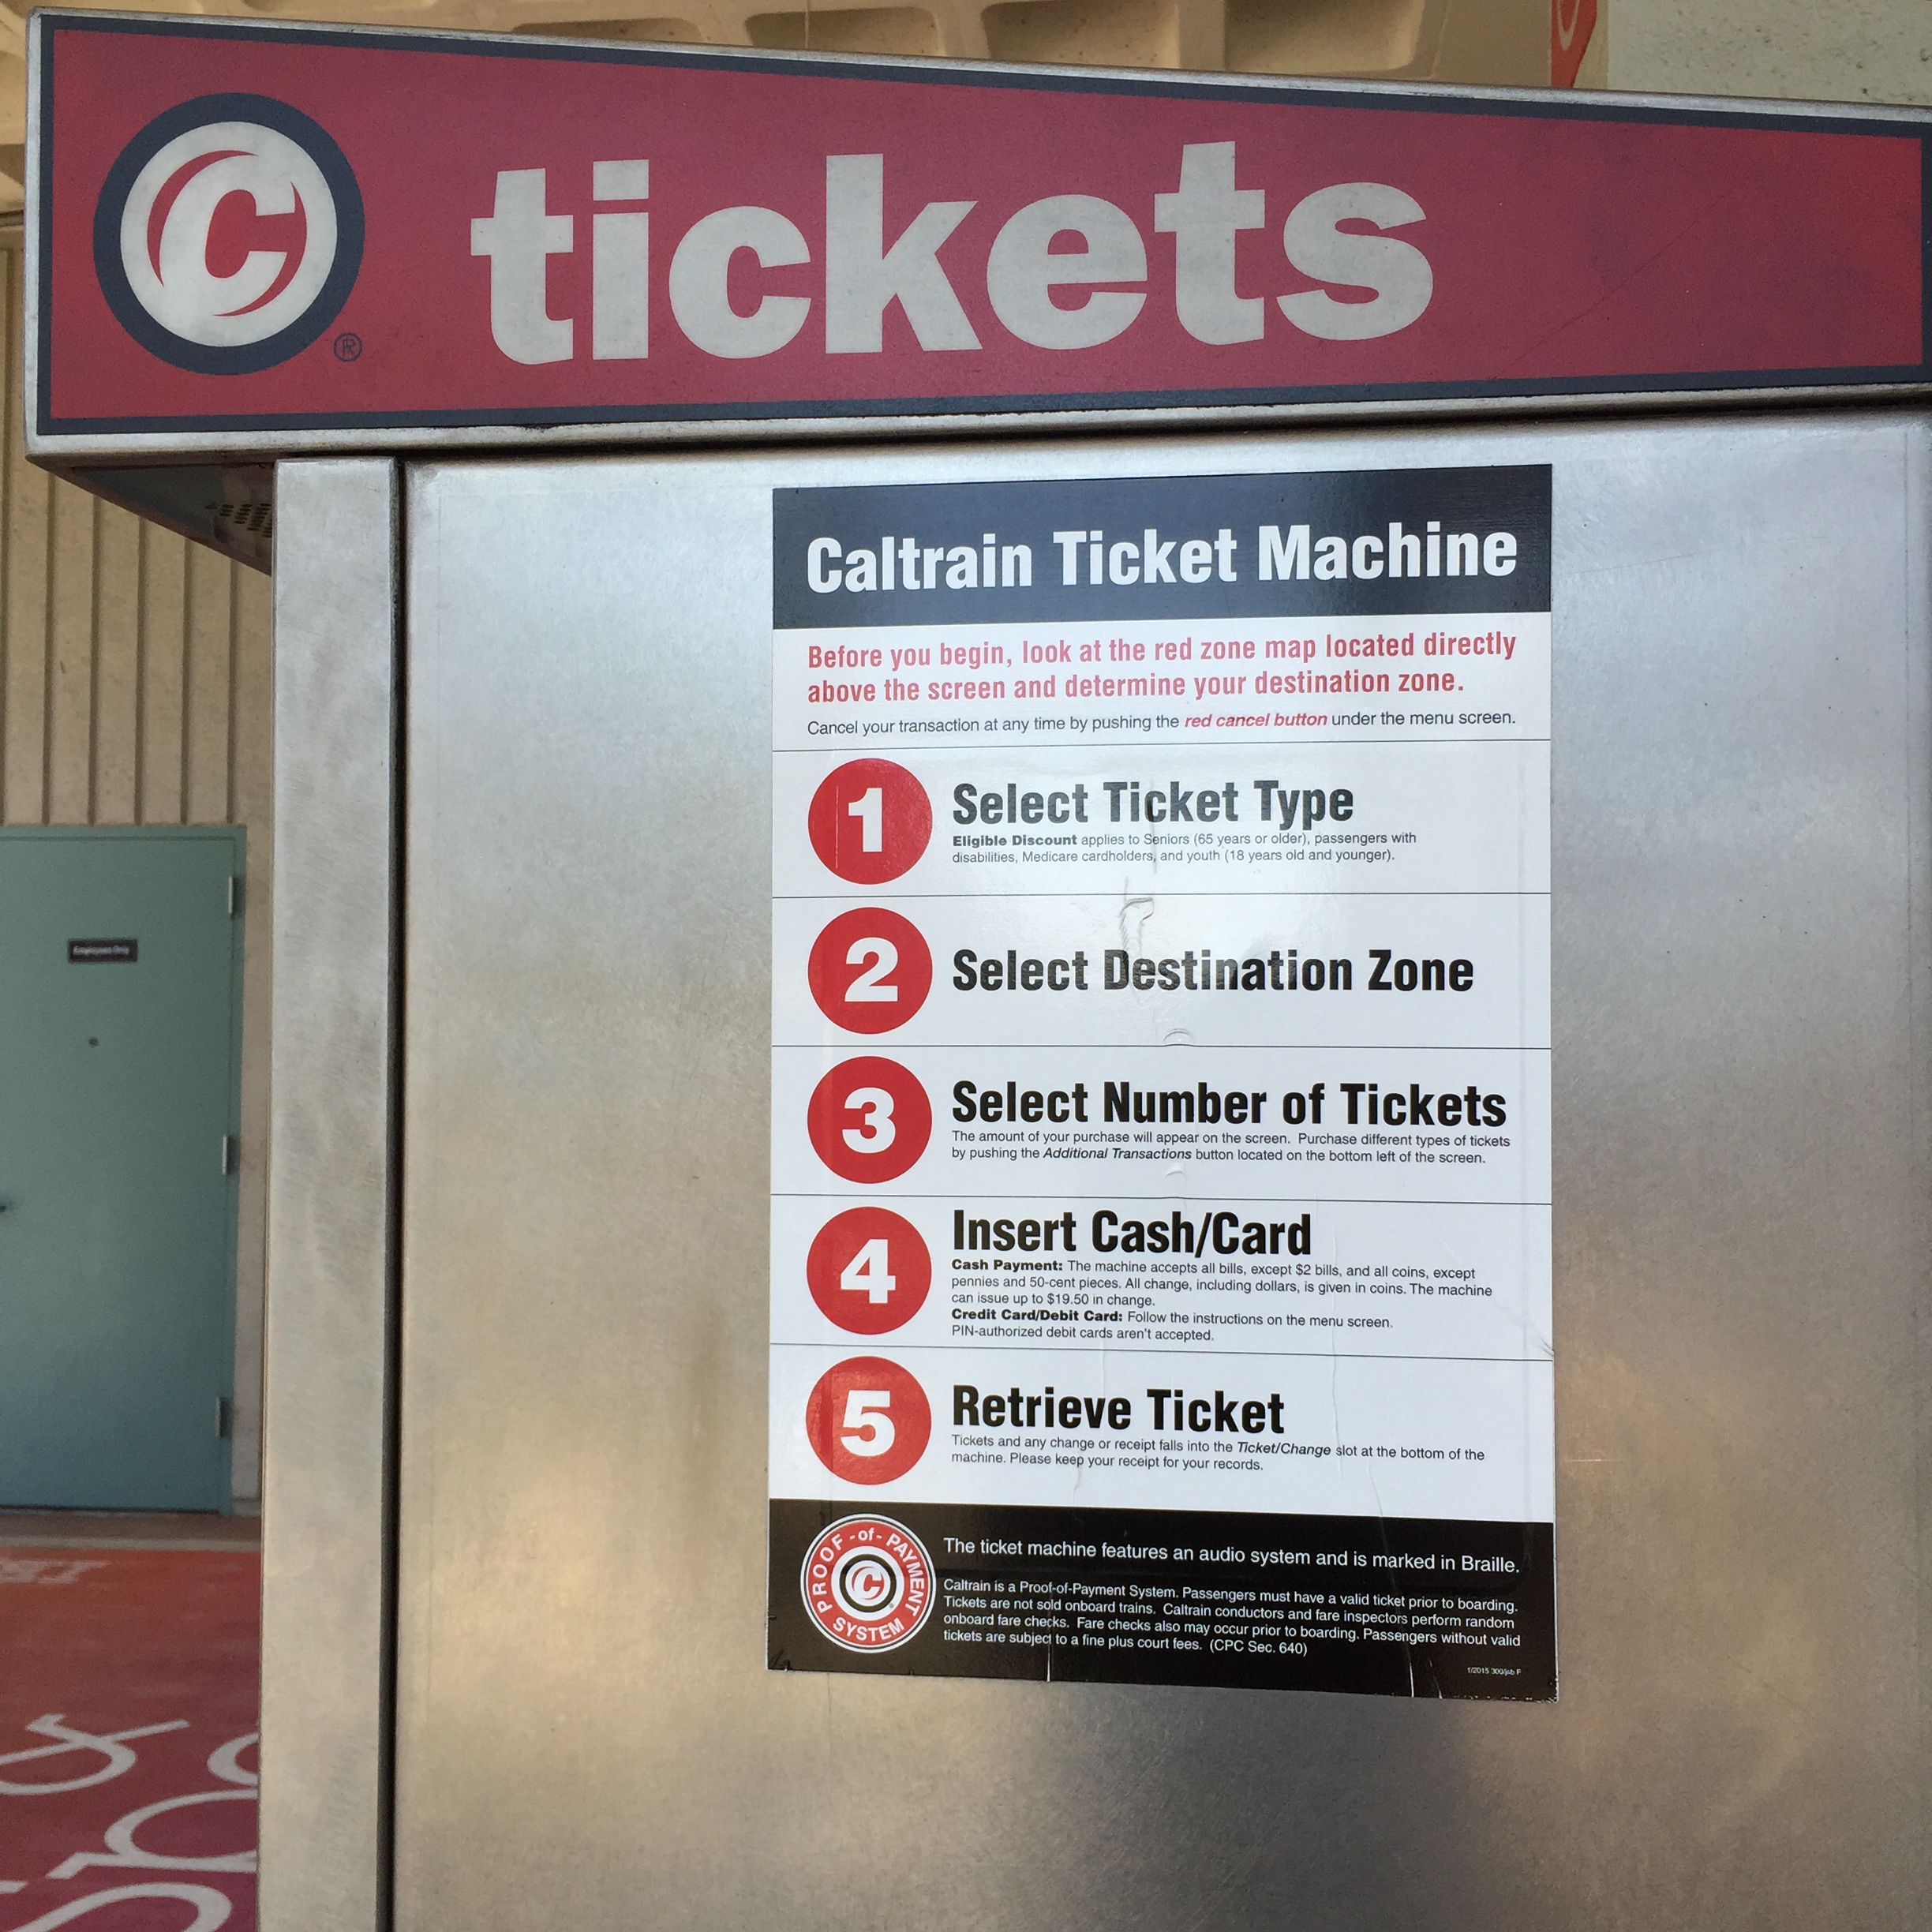 C
®
tickets
Caltrain Ticket Machine
Before you begin, look at the red zone map located directly
above the screen and determine your destination zone.
Cancel your transaction at any time by pushing the red cancel button under the menu screen.
1
Select Ticket Type
Eligible Discount applies to Seniors (65 years or older), passengers with
disabilities, Medicare cardholders, and youth (18 years old and younger).
2
Select Destination Zone
3
Select Number of Tickets
The amount of your purchase will appear on the screen. Purchase different types of tickets
by pushing the Additional Transactions button located on the bottom left of the screen.
4
Insert Cash/Card
Cash Payment: The machine accepts all bills, except $2 bills, and all coins, except
pennies and 50-cent pieces. All change, including dollars, is given in coins. The machine
can issue up to $19.50 in change.
Credit Card/Debit Card: Follow the instructions on the menu screen.
PIN-authorized debit cards aren't accepted.
5
Retrieve Ticket
Tickets and any change or receipt falls into the Ticket/Change slot at the bottom of the
machine. Please keep your receipt for your records.
PROOF-of-PAYMENT
C
SYSTEM
The ticket machine features an audio system and is marked in Braille.
Caltrain is a Proof-of-Payment System. Passengers must have a valid ticket prior to boarding.
Tickets are not sold onboard trains. Caltrain conductors and fare inspectors perform random
onboard fare checks. Fare checks also may occur prior to boarding. Passengers without valid
tickets are subject to a fine plus court fees. (CPC Sec. 640)
1/2015 300/jsb F
Employees Only